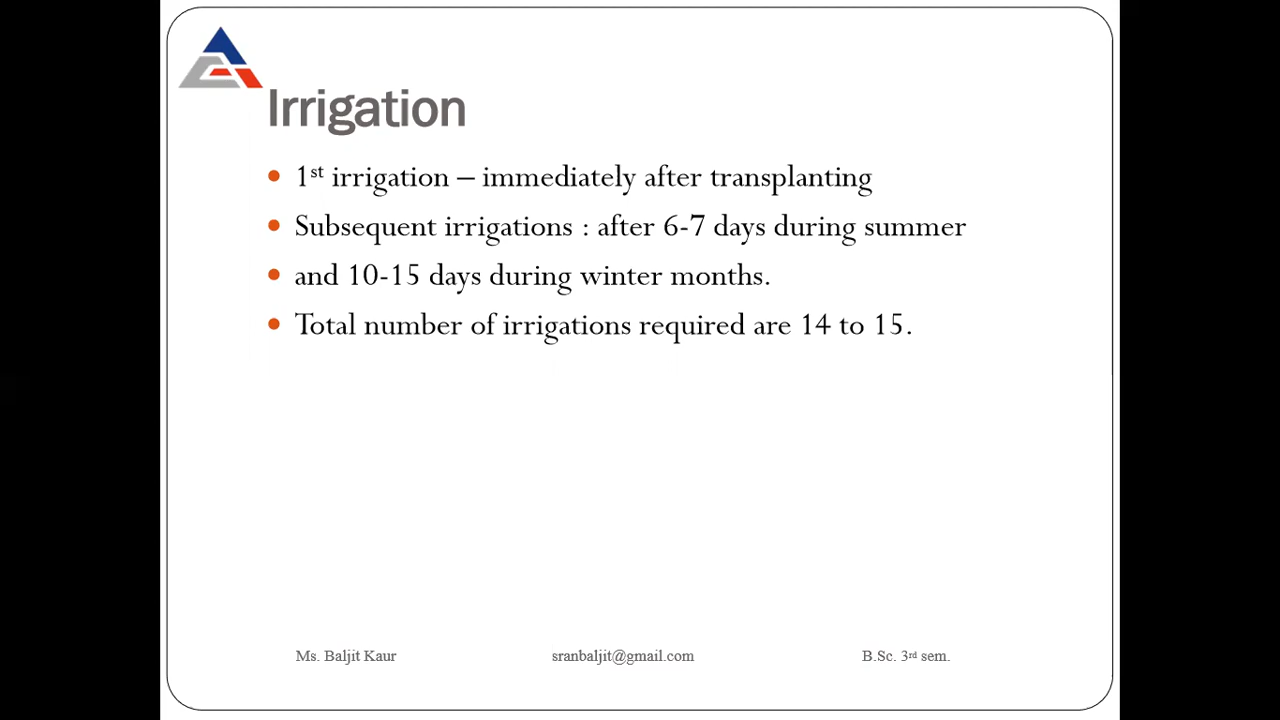 Irrigation
• 1st irrigation – immediately after transplanting
• Subsequent irrigations : after 6-7 days during summer
• and 10-15 days during winter months.
• Total number of irrigations required are 14 to 15.
Ms. Baljit Kaur sranbaljit@gmail.com B.Sc. 3rd sem.